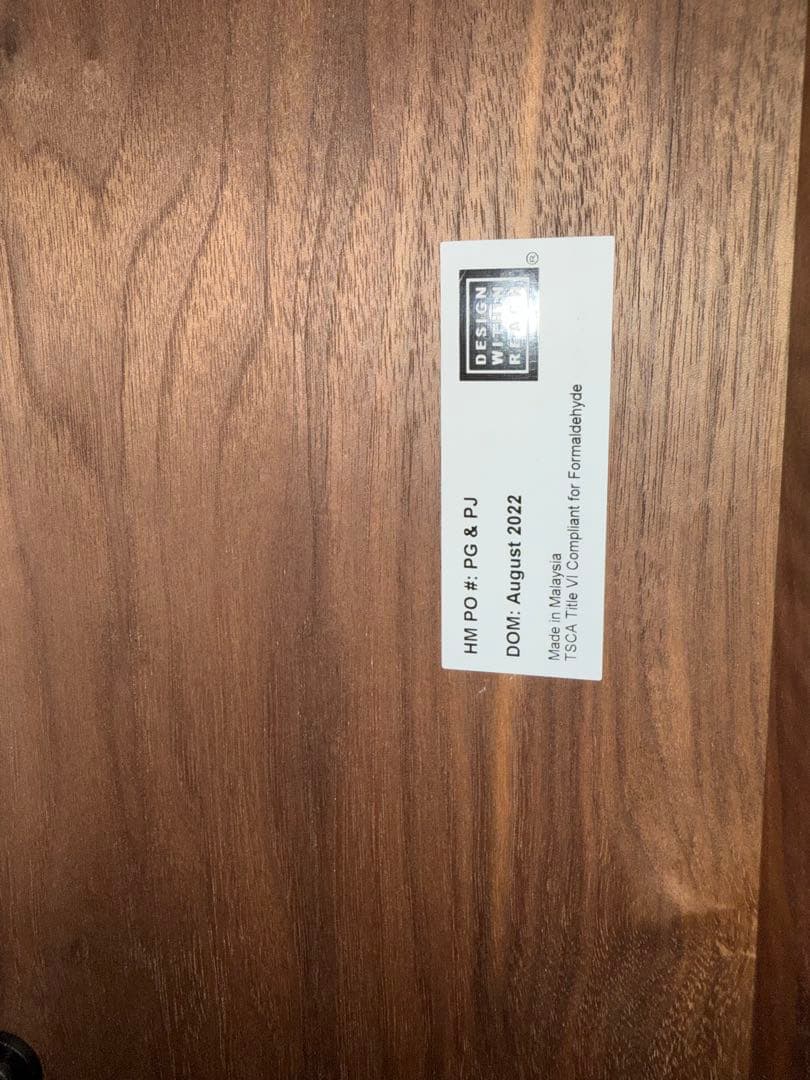 DESIGN
WITHIN
REACH
®
HM PO #: PG & PJ
DOM: August 2022
Made in Malaysia
TSCA Title VI Compliant for Formaldehyde